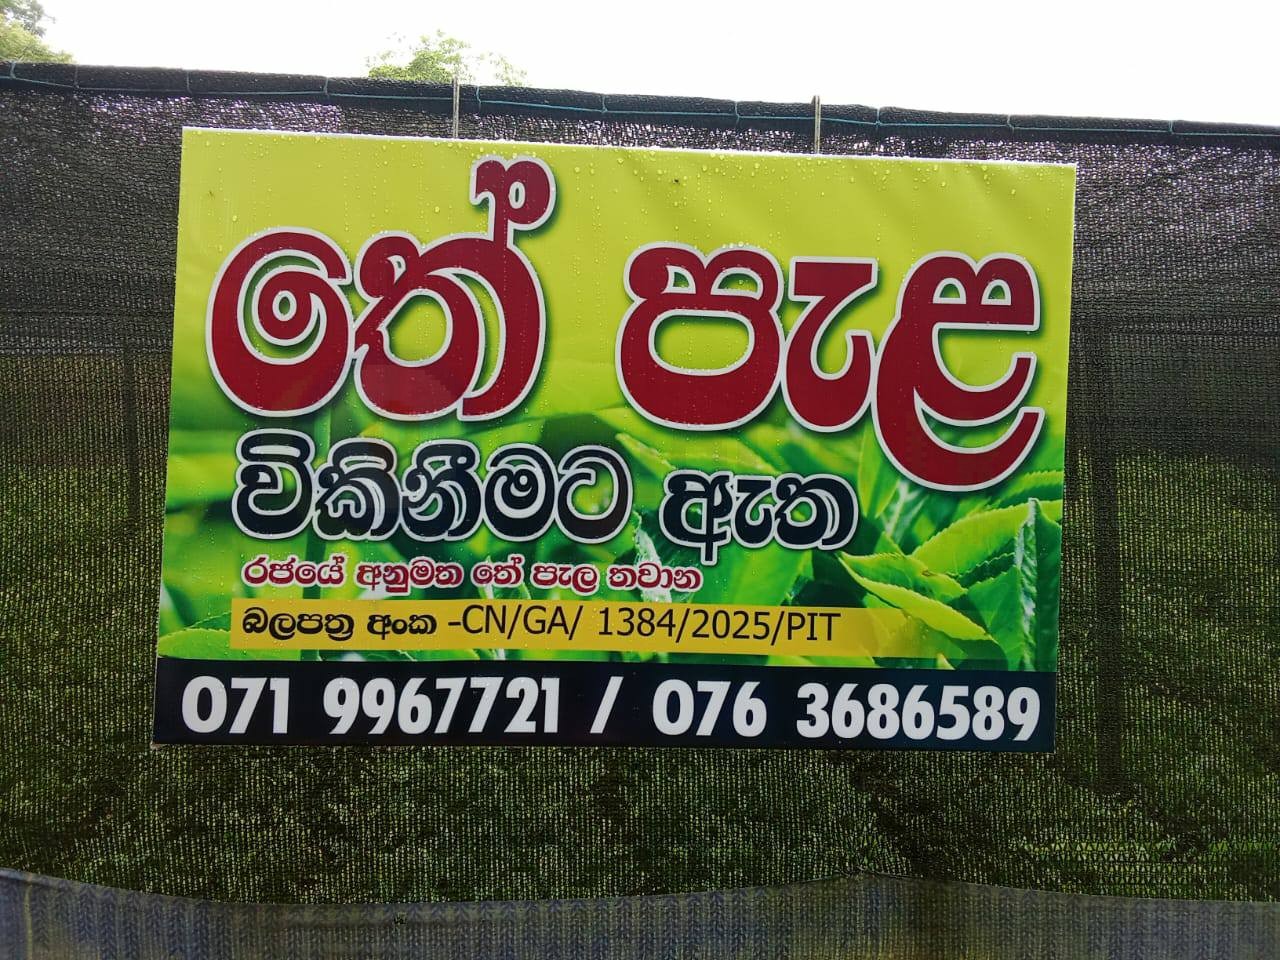 තේ පැළ
විකිනීමට ඇත
රජයේ අනුමත තේ පැල තවාන
බලපත්‍ර අංක -CN/GA/ 1384/2025/PIT
071 9967721 / 076 3686589